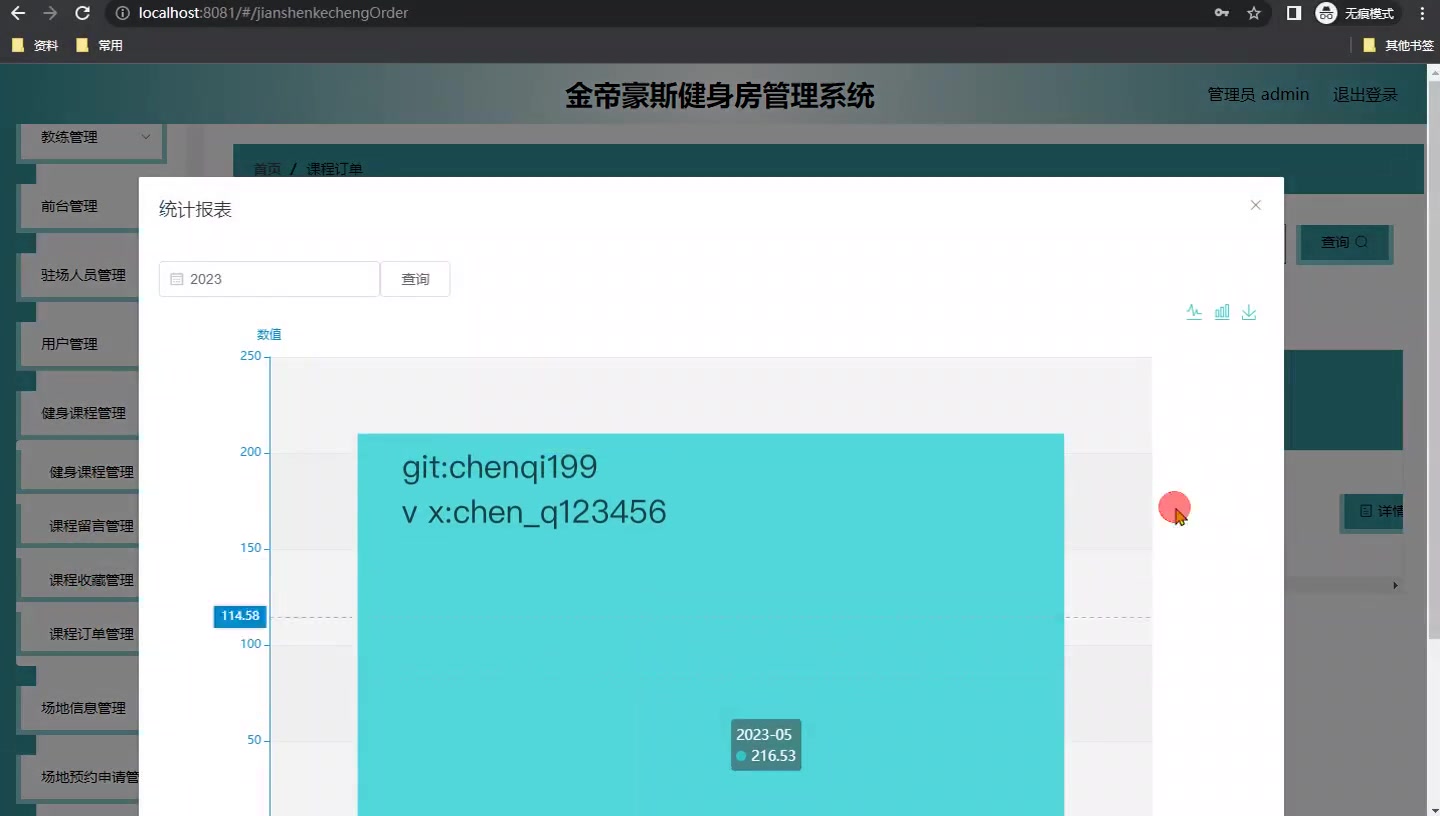 localhost:8081/#/jianshenkechengOrder
无痕模式
资料
常用
其他书签
金帝豪斯健身房管理系统
管理员 admin
退出登录
教练管理
首页 / 课程订单
前台管理
统计报表
查询
驻场人员管理
2023
查询
用户管理
数值
250
健身课程管理
200
git:chenqi199
健身课程管理
v x:chen_q123456
详情
课程留言管理
150
课程收藏管理
114.58
课程订单管理
100
场地信息管理
50
2023-05
216.53
场地预约申请管